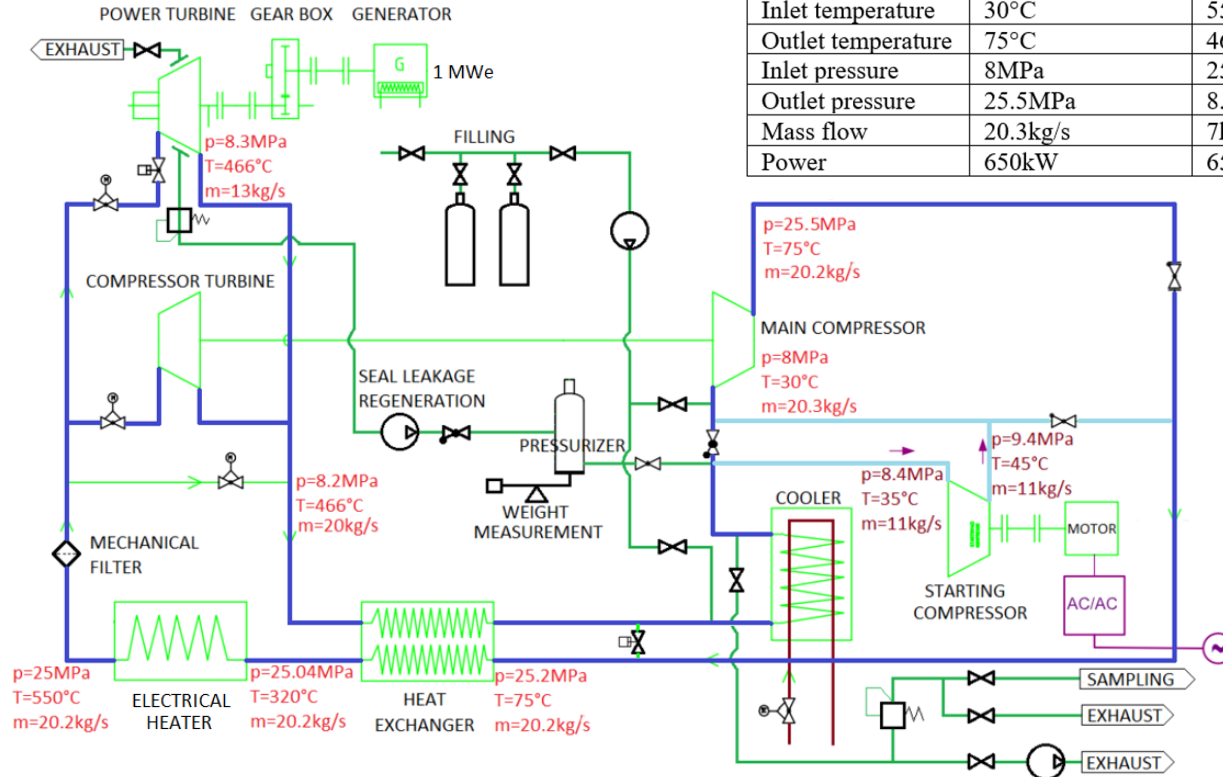 POWER TURBINE GEAR BOX GENERATOR
EXHAUST
G
1 MWe
Inlet temperature 30°C
Outlet temperature 75°C
Inlet pressure 8MPa
Outlet pressure 25.5MPa
Mass flow 20.3kg/s
Power 650kW
p=8.3MPa
T=466°C
m=13kg/s
FILLING
p=25.5MPa
T=75°C
m=20.2kg/s
COMPRESSOR TURBINE
MAIN COMPRESSOR
p=8MPa
T=30°C
m=20.3kg/s
SEAL LEAKAGE
REGENERATION
PRESSURIZER
p=9.4MPa
T=45°C
m=11kg/s
p=8.4MPa
T=35°C
m=11kg/s
p=8.2MPa
T=466°C
m=20kg/s
WEIGHT
MEASUREMENT
COOLER
MOTOR
MECHANICAL
FILTER
STARTING
COMPRESSOR
AC/AC
p=25MPa
T=550°C
m=20.2kg/s
ELECTRICAL
HEATER
p=25.04MPa
T=320°C
m=20.2kg/s
HEAT
EXCHANGER
p=25.2MPa
T=75°C
m=20.2kg/s
SAMPLING
EXHAUST
EXHAUST